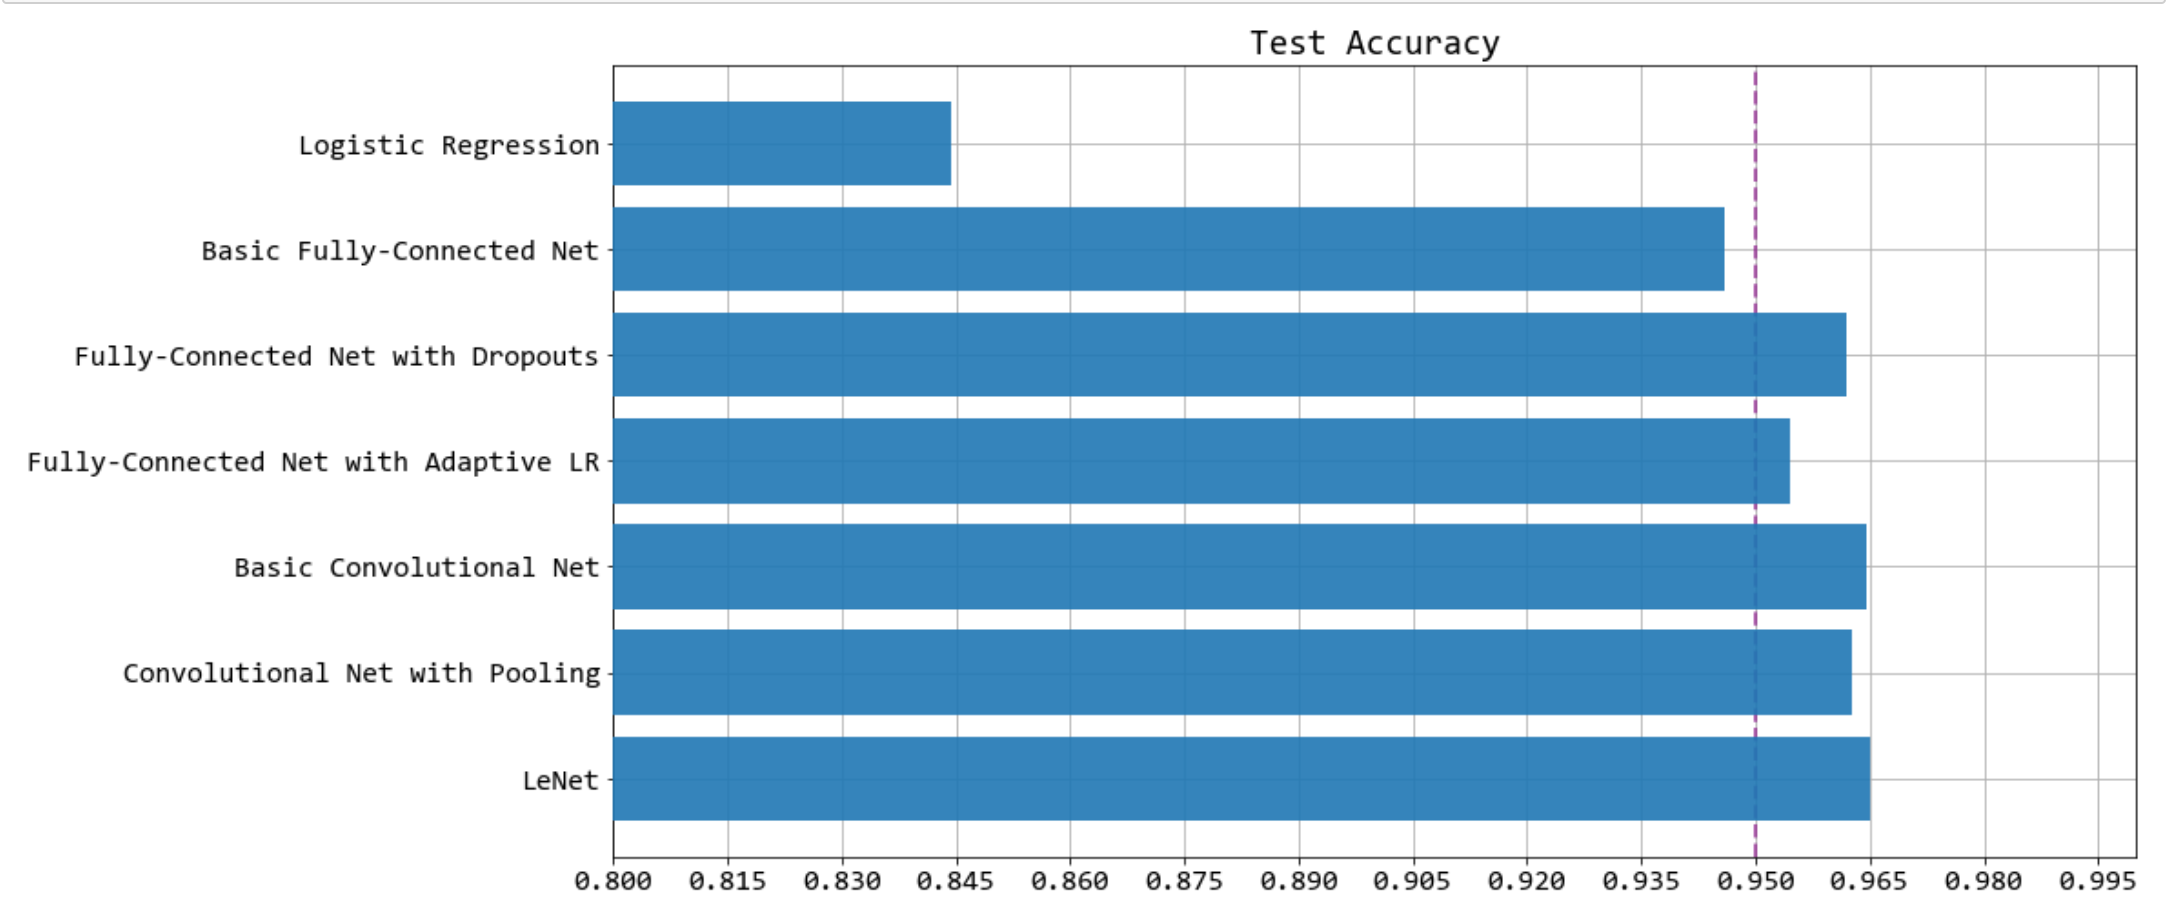 Test Accuracy
Logistic Regression
Basic Fully-Connected Net
Fully-Connected Net with Dropouts
Fully-Connected Net with Adaptive LR
Basic Convolutional Net
Convolutional Net with Pooling
LeNet
0.800 0.815 0.830 0.845 0.860 0.875 0.890 0.905 0.920 0.935 0.950 0.965 0.980 0.995